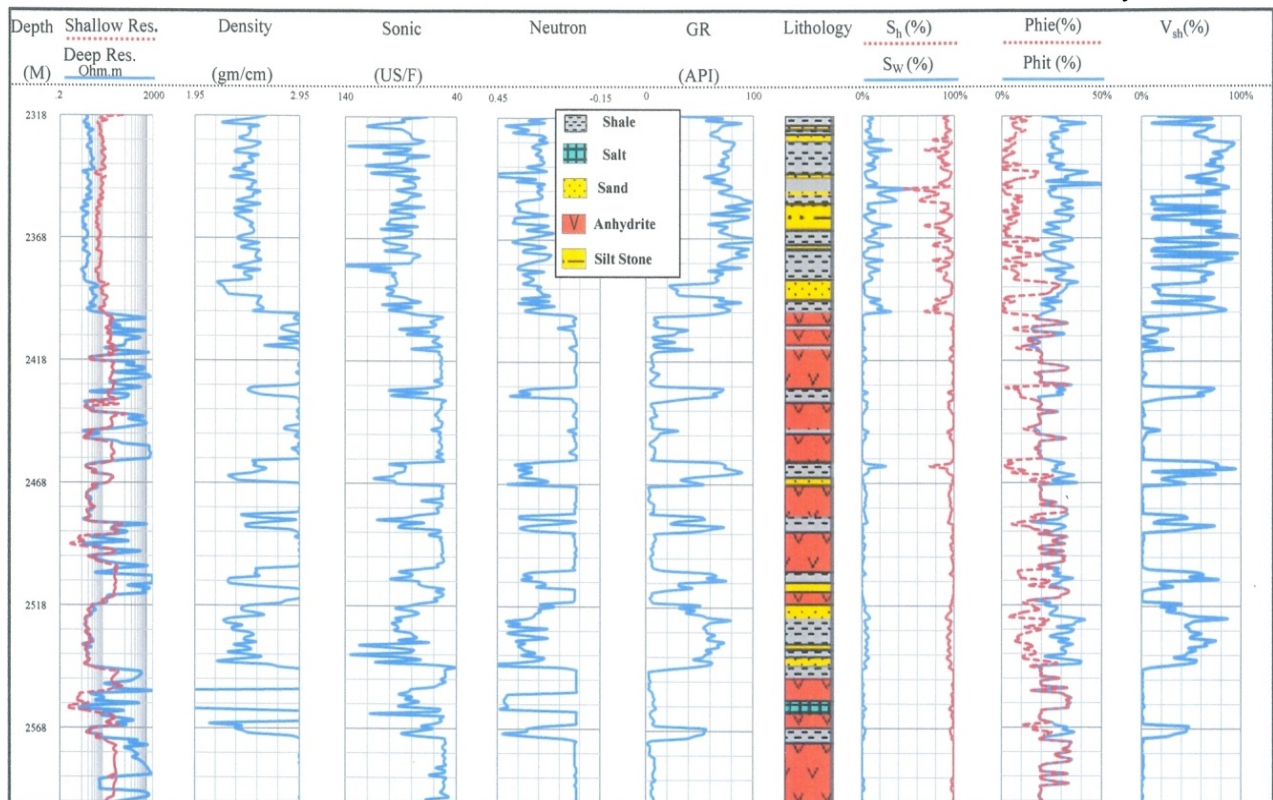 Depth Shallow Res. Density Sonic Neutron GR Lithology Sh (%) Phie(%) Vsh(%)
Deep Res.
Ohm.m
(M) (gm/cm) (US/F) (API) SW (%) Phit (%)
.2 2000 1.95 2.95 140 40 0.45 -0.15 0 100 0% 100% 0% 50% 0% 100%
2318
Shale
Salt
Sand
Anhydrite
Silt Stone
2368
2418
2468
2518
2568